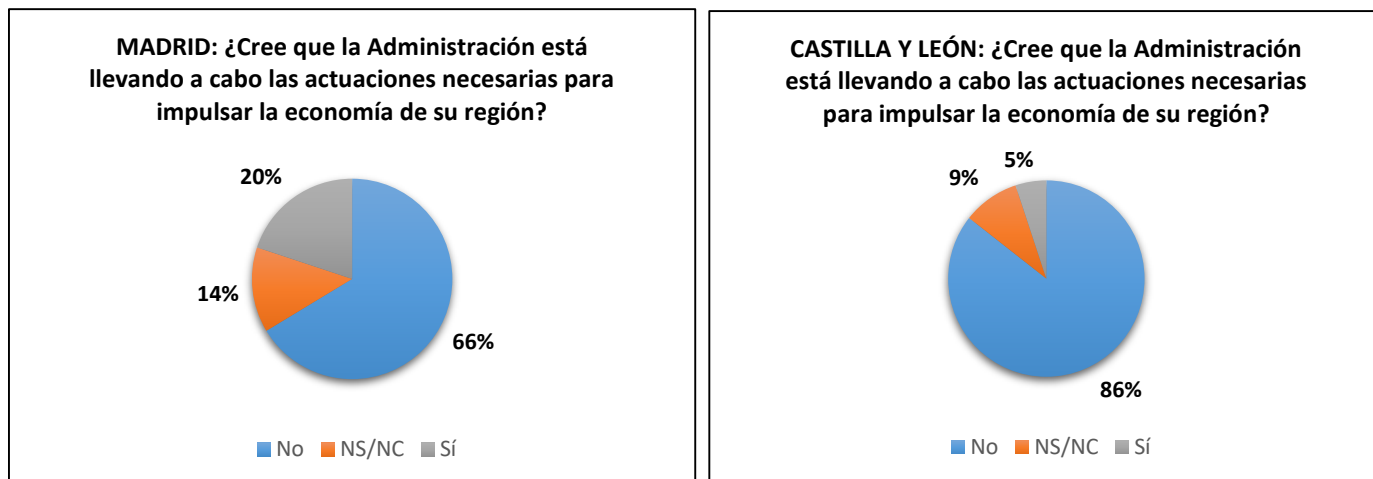 MADRID: ¿Cree que la Administración está
llevando a cabo las actuaciones necesarias para
impulsar la economía de su región?
20%
14%
66%
No NS/NC Sí
CASTILLA Y LEÓN: ¿Cree que la Administración
está llevando a cabo las actuaciones necesarias
para impulsar la economía de su región?
5%
9%
86%
No NS/NC Sí